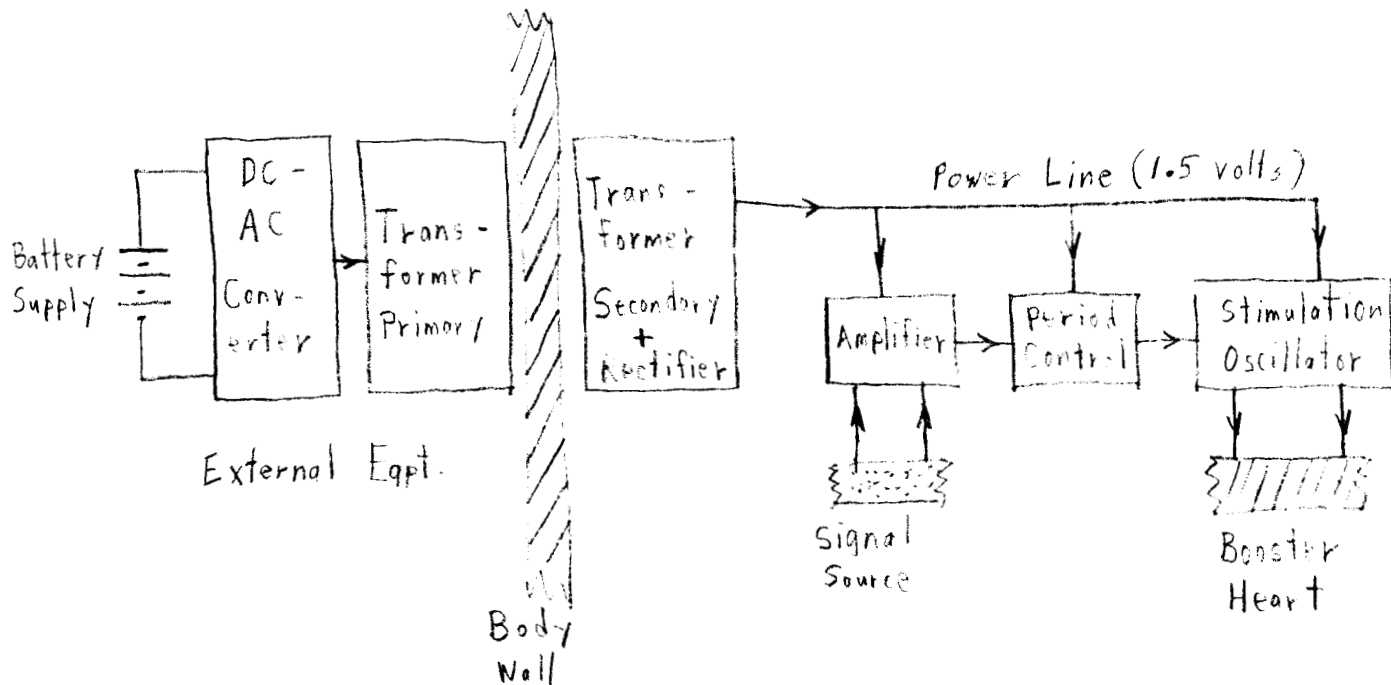 Battery
Supply
DC -
AC
Conv-
erter
Trans -
former
Primary
External Eqpt.
Body
Wall
Trans -
former
Secondary
+
Rectifier
Power Line (1.5 volts)
Amplifier
Period
Control
Stimulation
Oscillator
Signal
Source
Booster
Heart